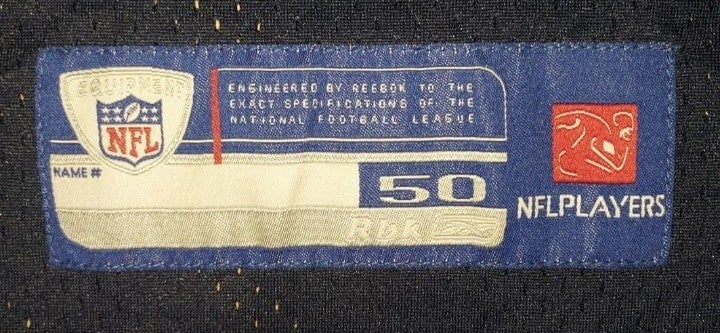 EQUIPMENT
NFL
ENGINEERED BY REEBOK TO THE
EXACT SPECIFICATIONS OF THE
NATIONAL FOOTBALL LEAGUE
NAME #
50
Rbk
NFLPLAYERS